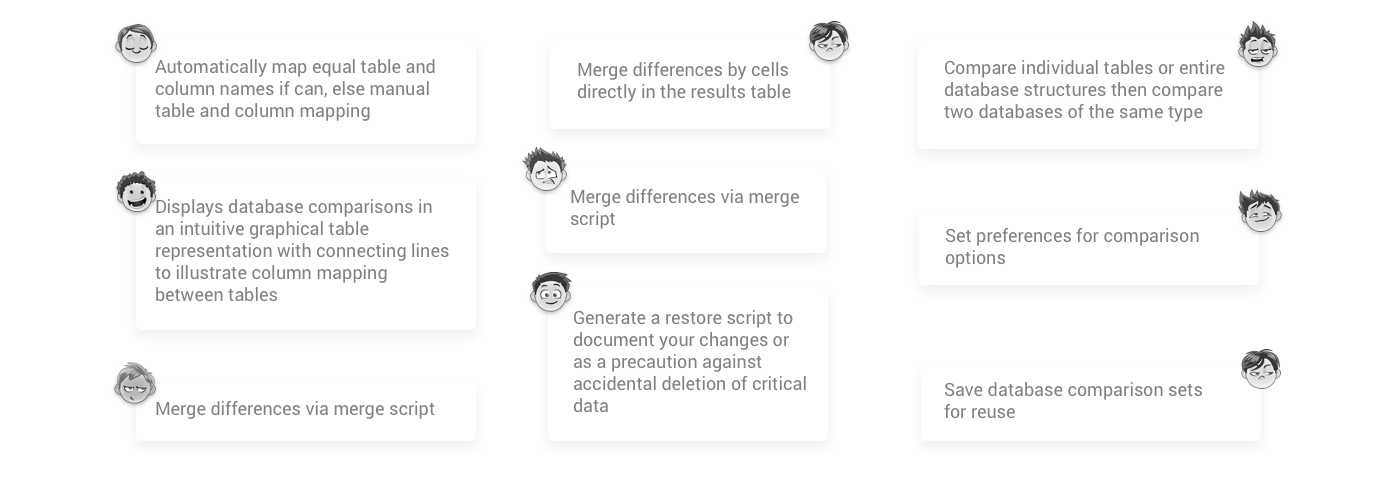 Automatically map equal table and
column names if can, else manual
table and column mapping
Displays database comparisons in
an intuitive graphical table
representation with connecting lines
to illustrate column mapping
between tables
Merge differences via merge script
Merge differences by cells
directly in the results table
Merge differences via merge
script
Generate a restore script to
document your changes or
as a precaution against
accidental deletion of critical
data
Compare individual tables or entire
database structures then compare
two databases of the same type
Set preferences for comparison
options
Save database comparison sets
for reuse